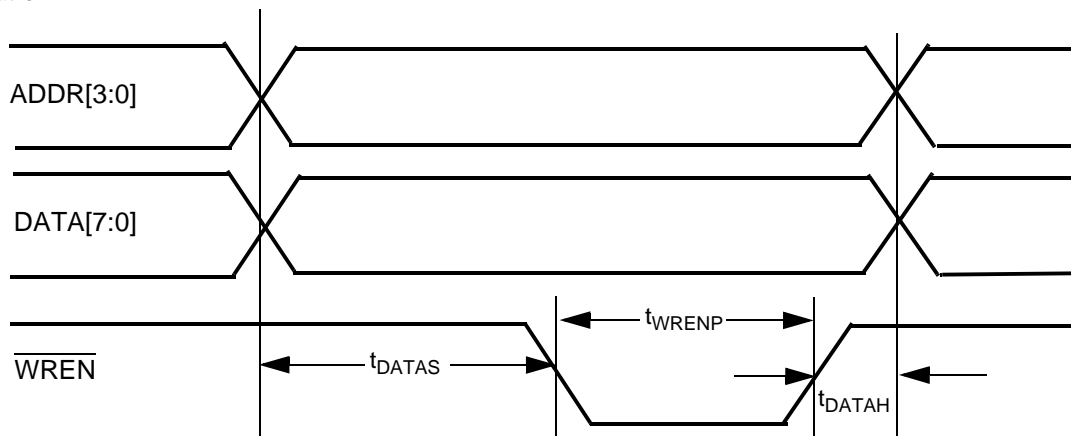 ADDR[3:0]
DATA[7:0]
tWRENP
WREN
tDATAS
tDATAH